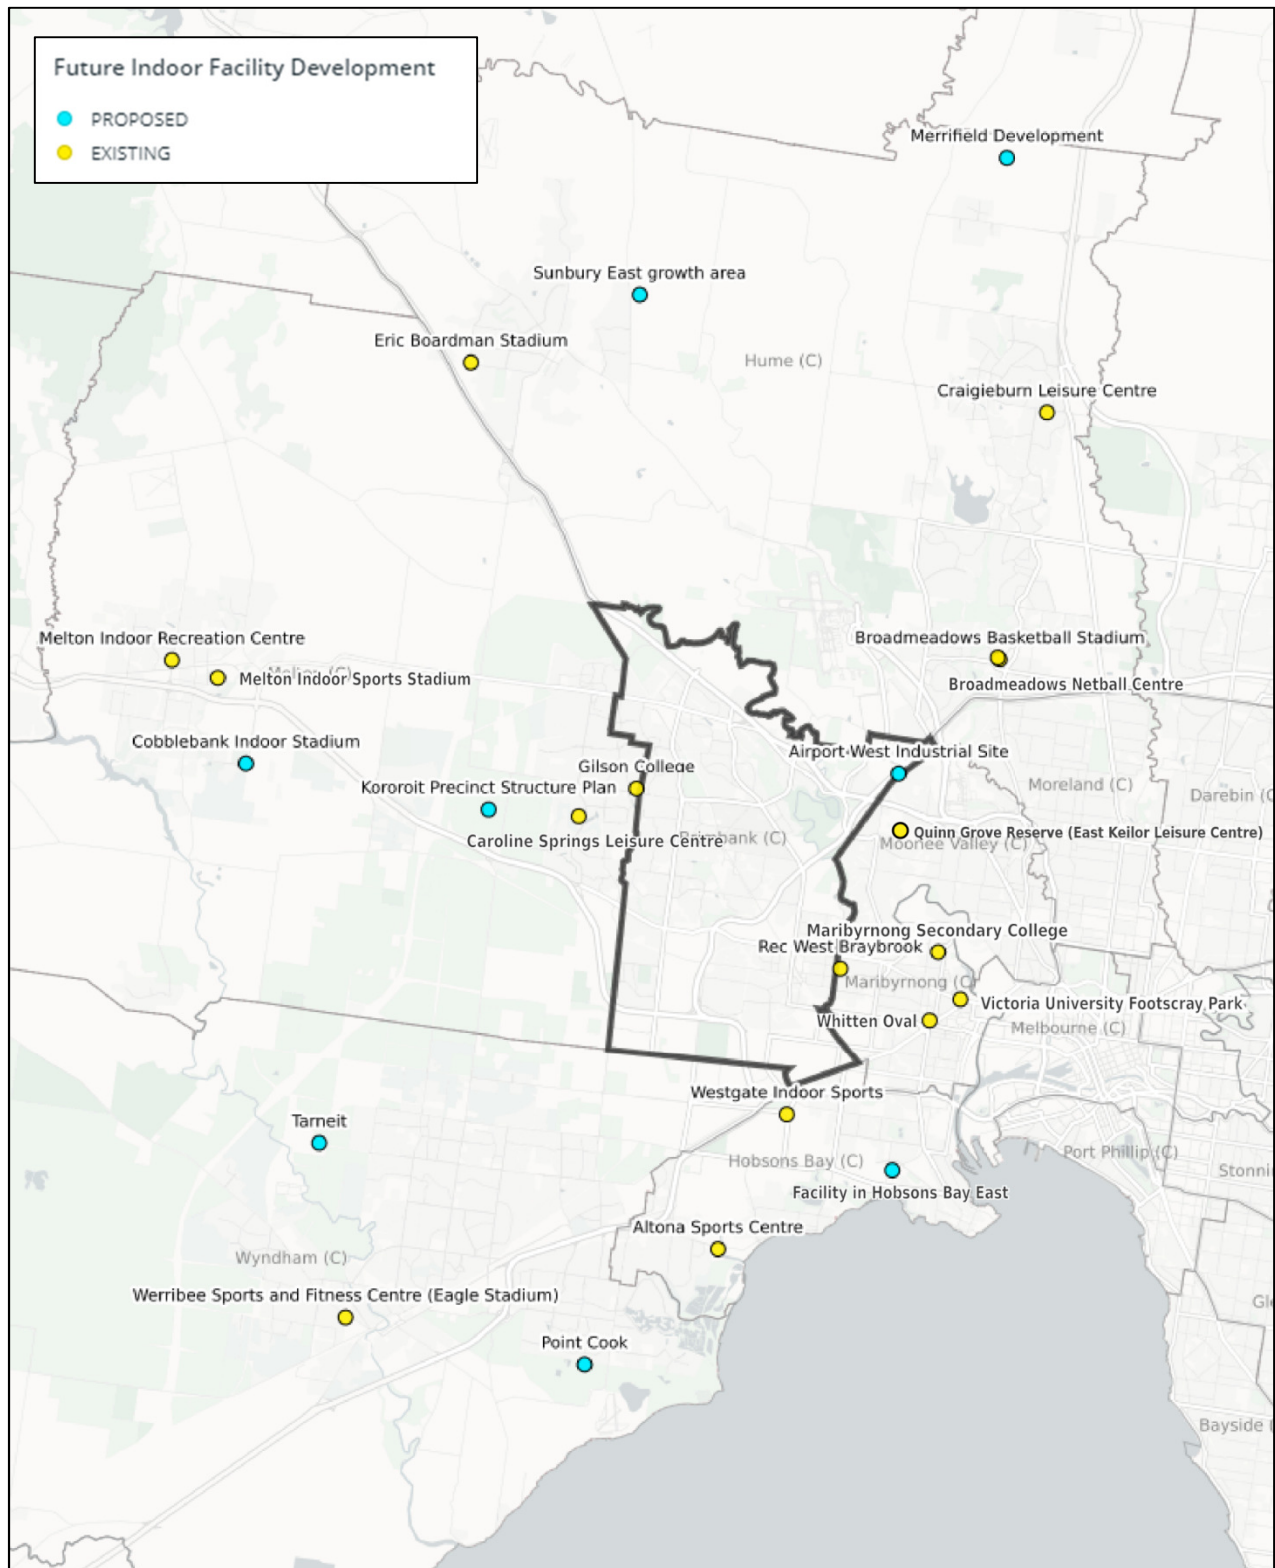 Future Indoor Facility Development
PROPOSED
EXISTING
Merrifield Development
Sunbury East growth area
Eric Boardman Stadium
Hume (C)
Craigieburn Leisure Centre
Melton Indoor Recreation Centre
Broadmeadows Basketball Stadium
Melton (C)
Melton Indoor Sports Stadium
Broadmeadows Netball Centre
Cobblebank Indoor Stadium
Airport West Industrial Site
Gilson College
Kororoit Precinct Structure Plan
Moreland (C)
Darebin (C
Quinn Grove Reserve (East Keilor Leisure Centre)
Caroline Springs Leisure Centre
Brimbank (C)
Moonee Valley (C)
Maribyrnong Secondary College
Rec West Braybrook
Maribyrnong (C)
Victoria University Footscray Park
Whitten Oval
Melbourne (C)
Westgate Indoor Sports
Tarneit
Hobsons Bay (C)
Port Phillip (C)
Stonni
Facility in Hobsons Bay East
Altona Sports Centre
Wyndham (C)
Werribee Sports and Fitness Centre (Eagle Stadium)
Gle
Point Cook
Bayside (